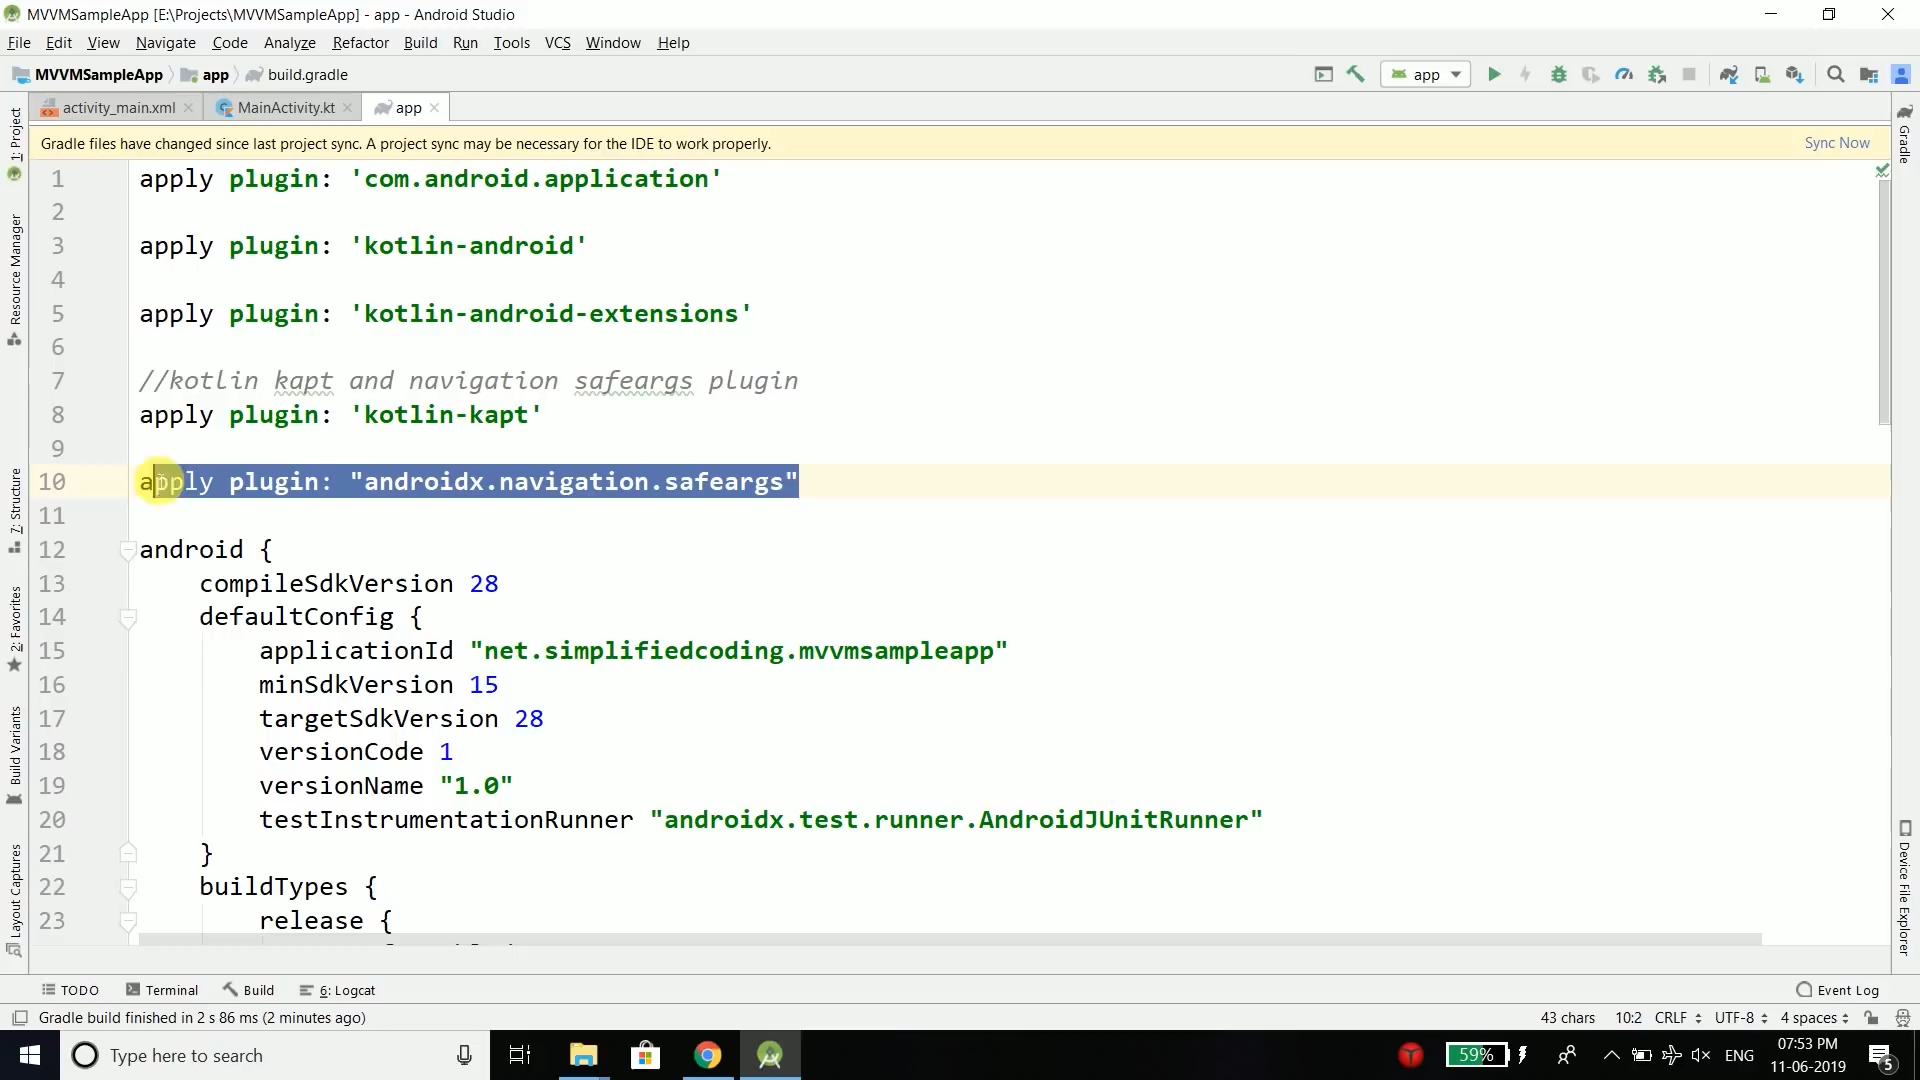 MVVMSampleApp [E:\Projects\MVVMSampleApp] - app - Android Studio
File Edit View Navigate Code Analyze Refactor Build Run Tools VCS Window Help
MVVMSampleApp app build.gradle
app
activity_main.xml MainActivity.kt app
Gradle files have changed since last project sync. A project sync may be necessary for the IDE to work properly. Sync Now
1 apply plugin: 'com.android.application'
2
3 apply plugin: 'kotlin-android'
4
5 apply plugin: 'kotlin-android-extensions'
6
7 //kotlin kapt and navigation safeargs plugin
8 apply plugin: 'kotlin-kapt'
9
10 apply plugin: "androidx.navigation.safeargs"
11
12 android {
13 compileSdkVersion 28
14 defaultConfig {
15 applicationId "net.simplifiedcoding.mvvmsampleapp"
16 minSdkVersion 15
17 targetSdkVersion 28
18 versionCode 1
19 versionName "1.0"
20 testInstrumentationRunner "androidx.test.runner.AndroidJUnitRunner"
21 }
22 buildTypes {
23 release {
1: Project
Resource Manager
7: Structure
2: Favorites
Build Variants
Layout Captures
Gradle
Device File Explorer
TODO Terminal Build 6: Logcat Event Log
Gradle build finished in 2 s 86 ms (2 minutes ago) 43 chars 10:2 CRLF UTF-8 4 spaces
Type here to search
59% ENG
07:53 PM
11-06-2019
5